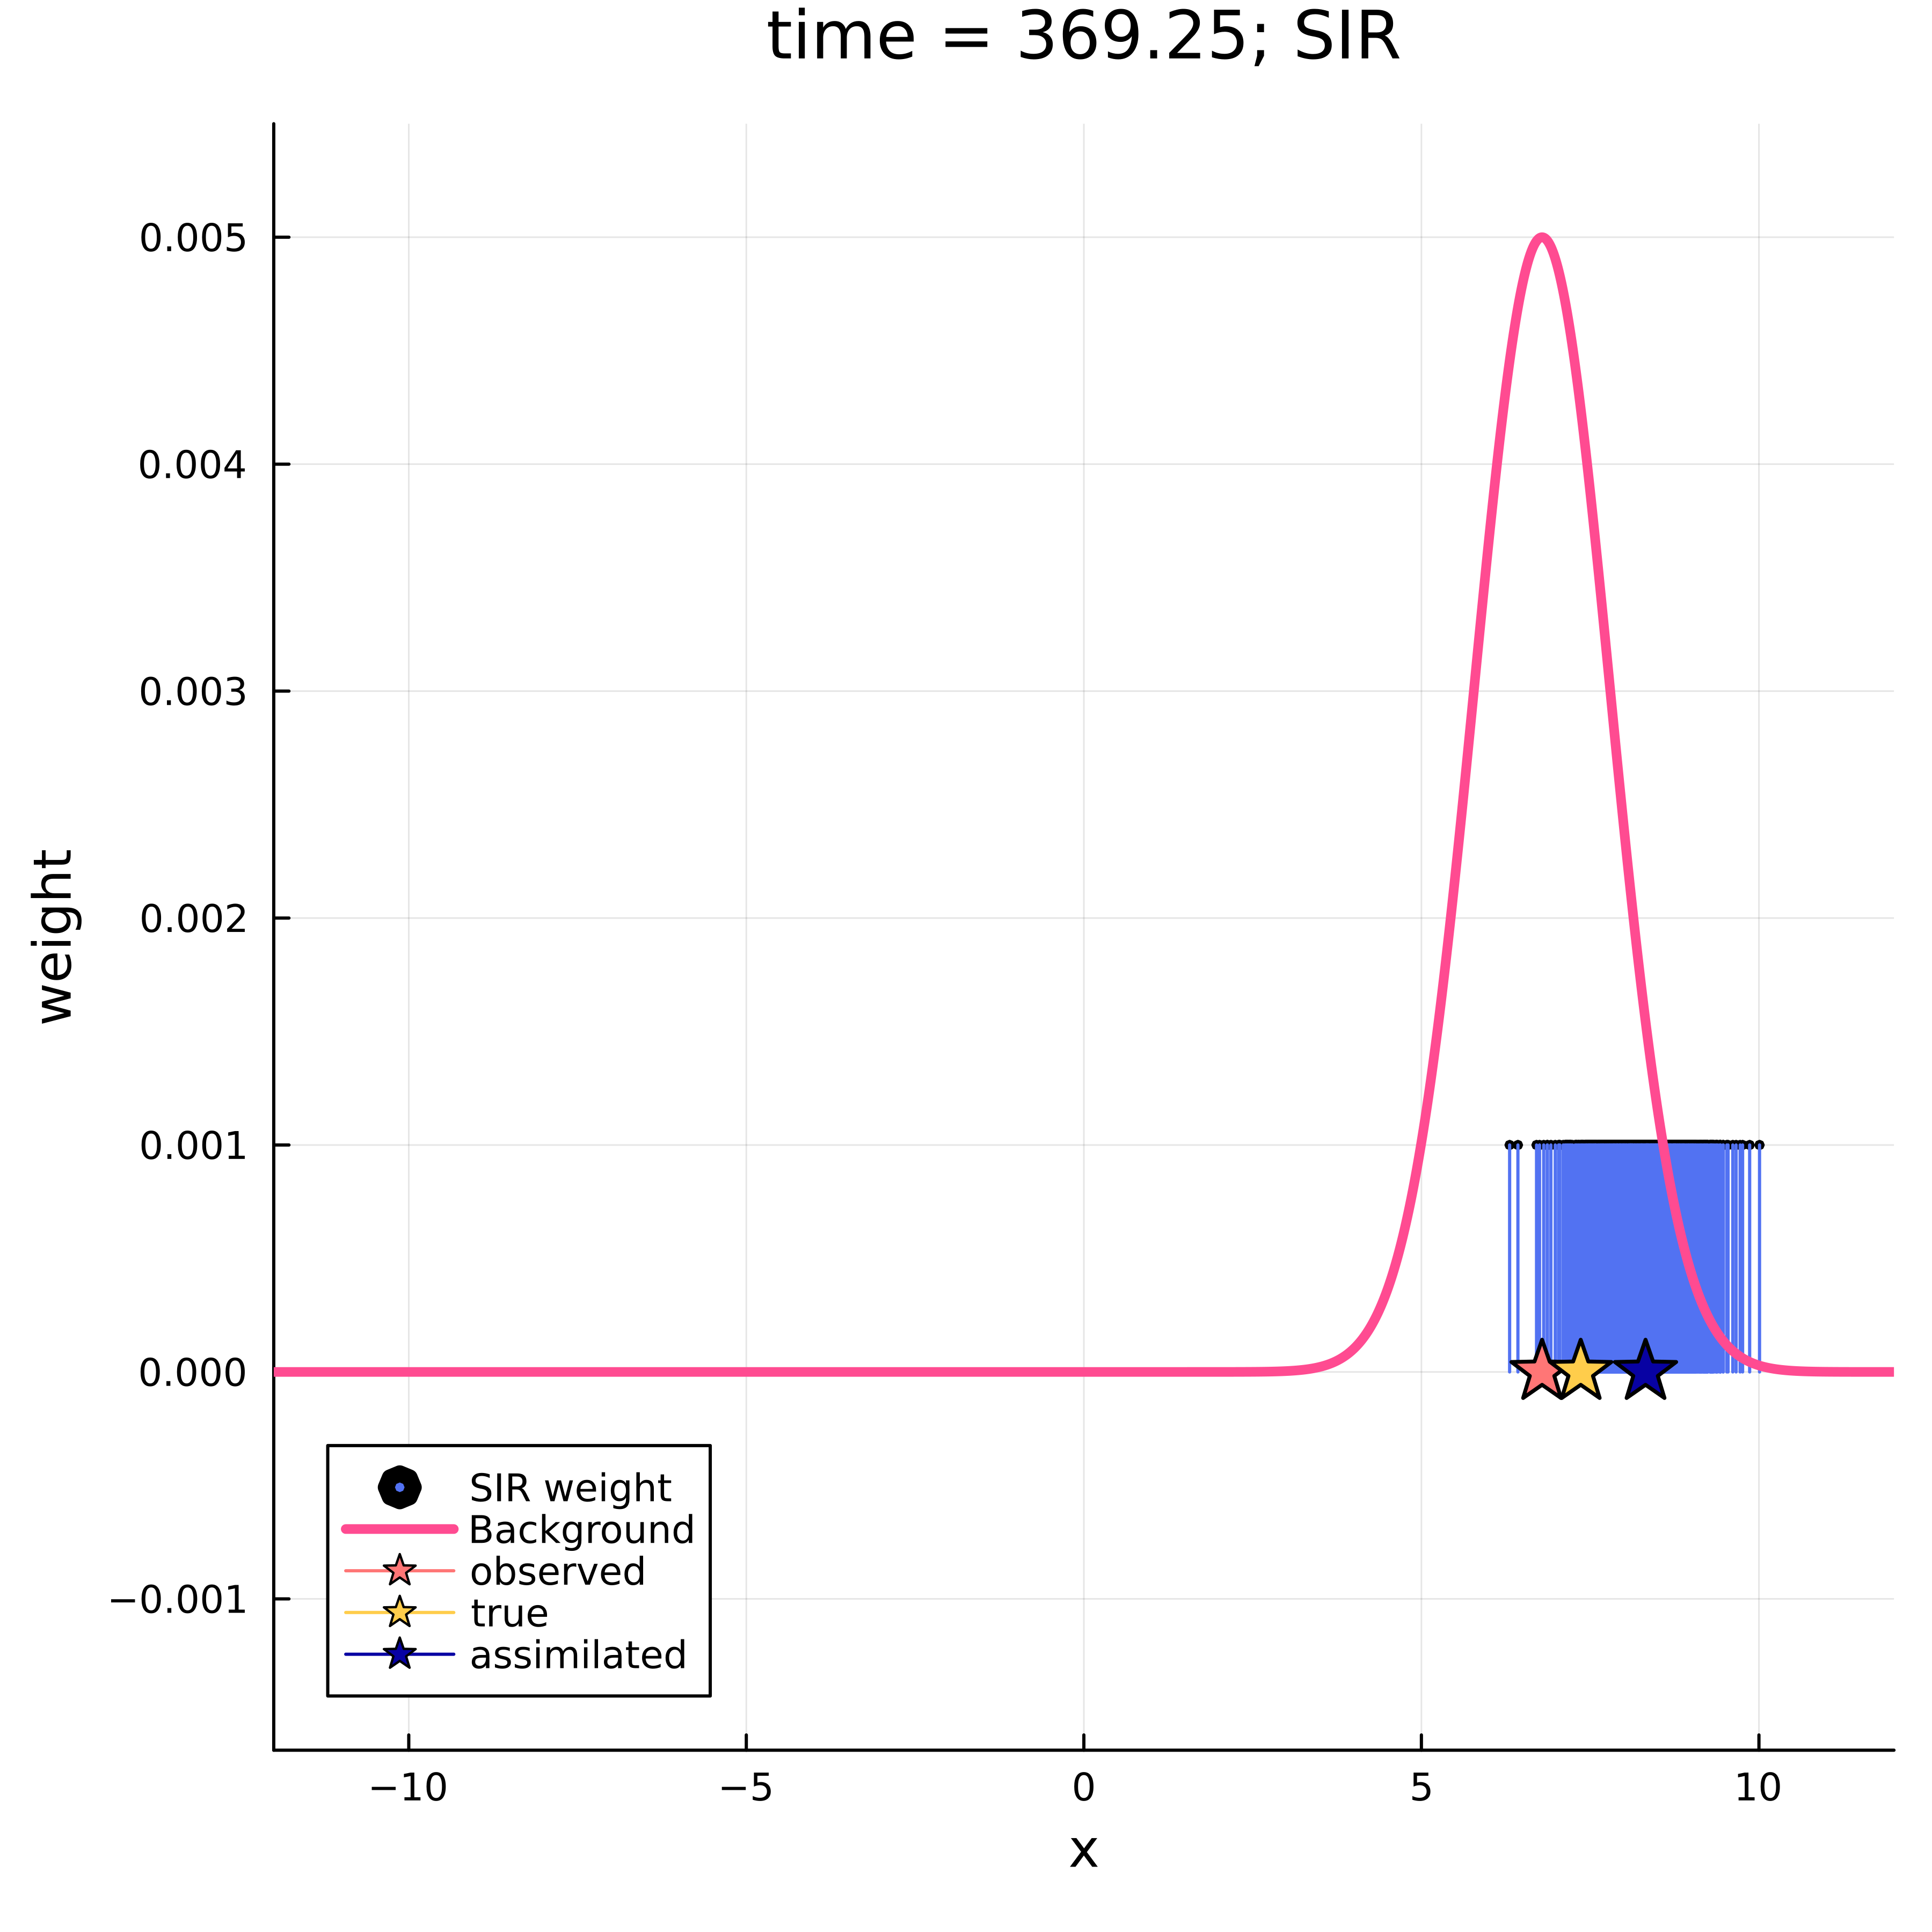 time = 369.25; SIR
0.005
0.004
0.003
0.002
0.001
0.000
−0.001
weight
SIR weight
Background
observed
true
assimilated
−10
−5
0
5
10
x